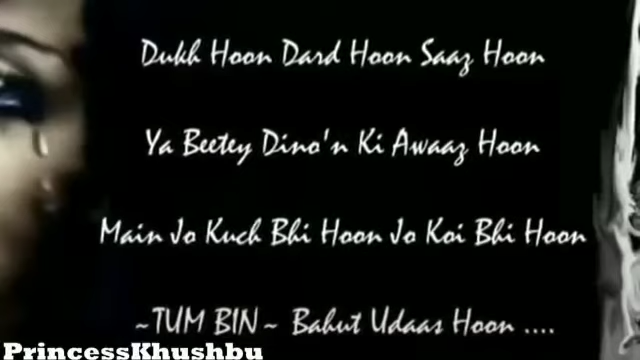 Dukh Hoon Dard Hoon Saaz Hoon
Ya Beetey Dino'n Ki Awaaz Hoon
Main Jo Kuch Bhi Hoon Jo Koi Bhi Hoon
~TUM BIN~ Bahut Udaas Hoon ....
PrincessKhushbu